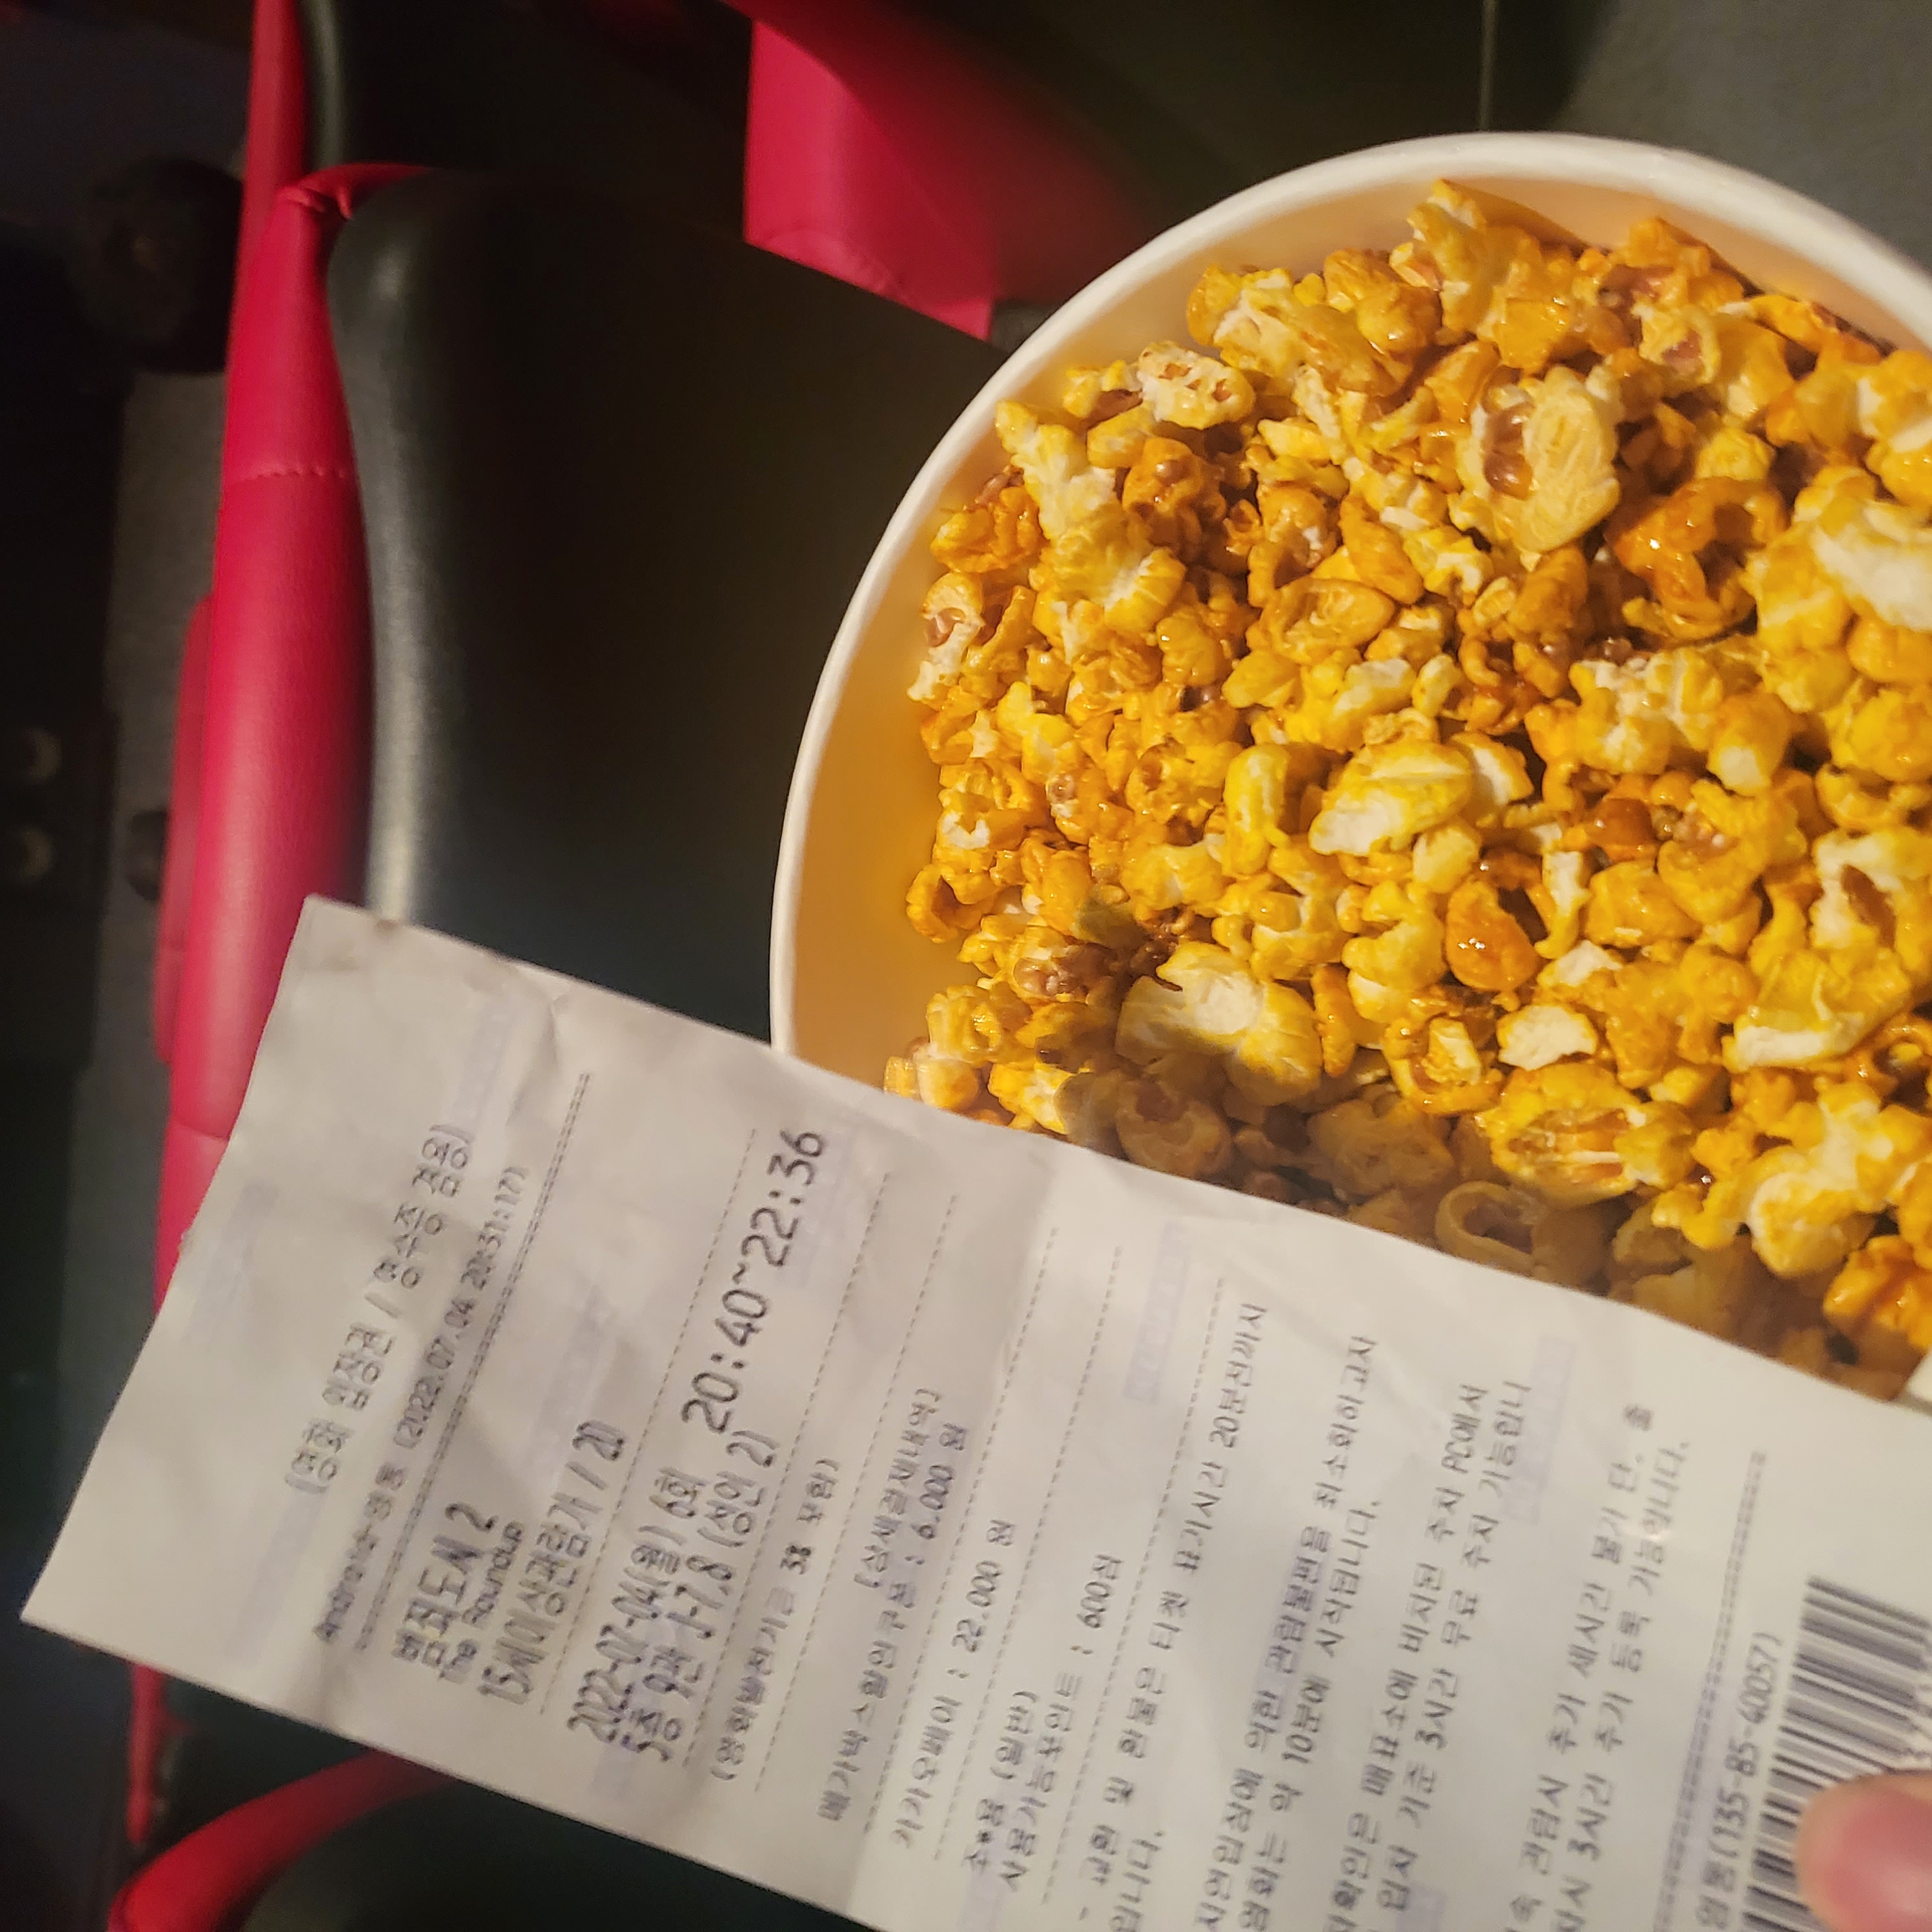 (영화 입장권 / 영수증 겸용)
Android-영통 (2022.07.04 20:31:17)
범죄도시 2
The Roundup
15세이상관람가 / 2D
2022-07-04(월) 6회 20:40~22:36
5층 9관 J-7,8 (성인 2)
(영화발전기금 3% 포함)
[상세결제내역]
메가박스할인쿠폰 : 6,000 원
카카오페이 : 22,000 원
조*용 (일반)
사용가능포인트 : 600점
- 교환 및 환불은 티켓 표기시간 20분전까지
입니다.
지연입장에 의한 관람불편을 최소화하고자
영화는 약 10분에 시작됩니다.
차확인은 매표소에 비치된 주차 PC에서
입차 기준 3시간 무료 주차 가능합니
속 관람시 추가 세시간 불가 단, 출
차시 3시간 추가 등록 가능합니다.
영통(135-85-40057)